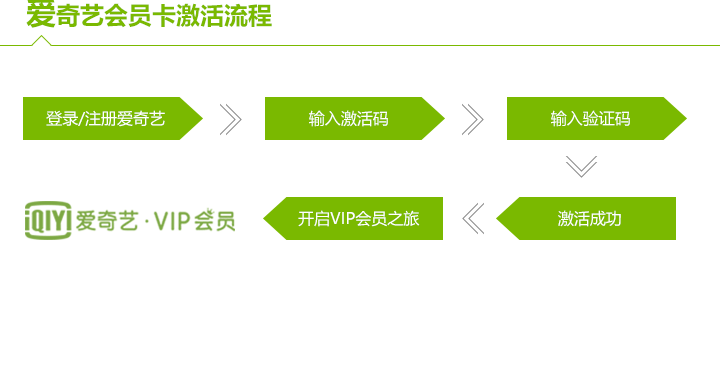 爱奇艺会员卡激活流程
登录/注册爱奇艺
输入激活码
输入验证码
激活成功
开启VIP会员之旅
iQIYI 爱奇艺·VIP会员